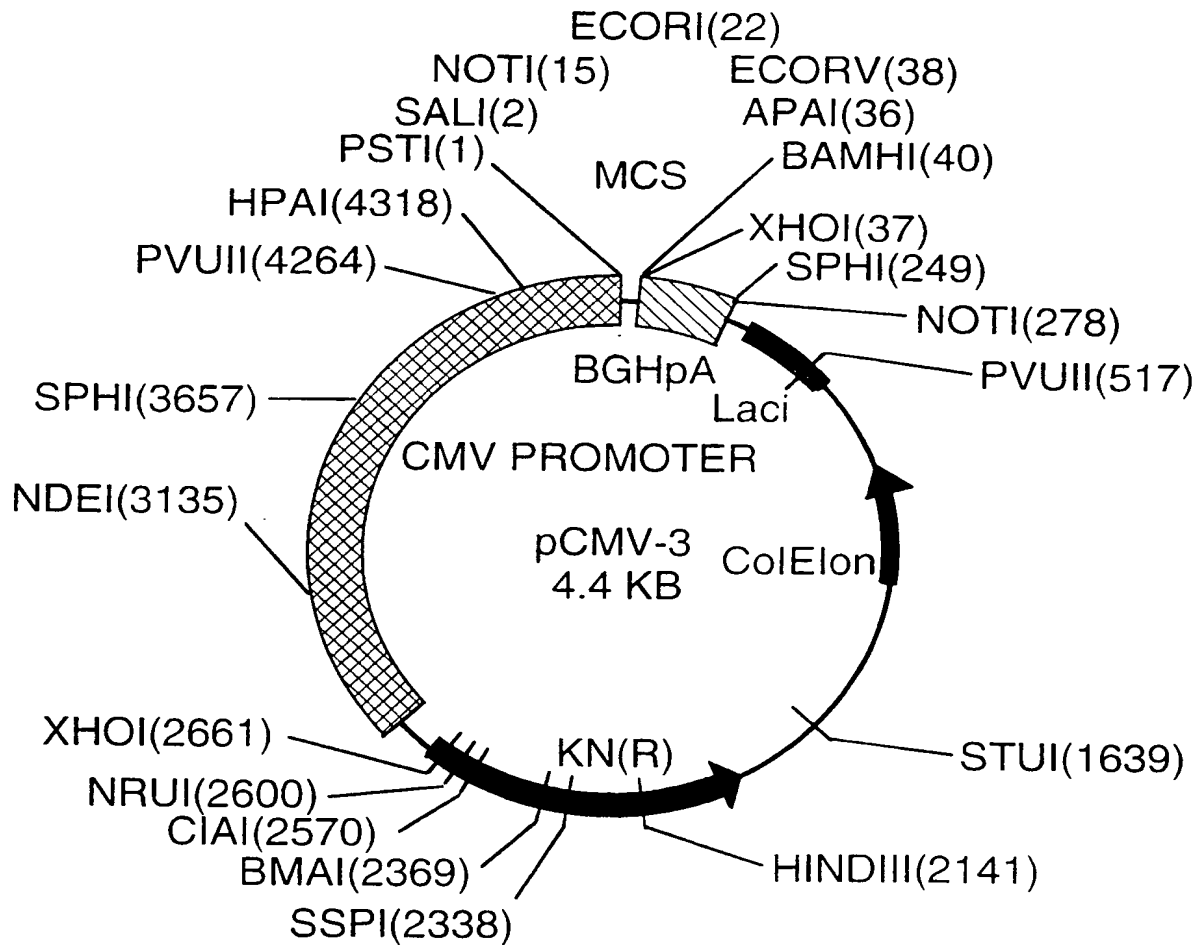 ECORI(22)
NOTI(15)
ECORV(38)
SALI(2)
APAI(36)
PSTI(1)
MCS
BAMHI(40)
HPAI(4318)
XHOI(37)
PVUII(4264)
SPHI(249)
NOTI(278)
BGHpA
PVUII(517)
SPHI(3657)
Laci
CMV PROMOTER
NDEI(3135)
pCMV-3
4.4 KB
ColElon
XHOI(2661)
KN(R)
STUI(1639)
NRUI(2600)
ClAI(2570)
BMAI(2369)
HINDIII(2141)
SSPI(2338)